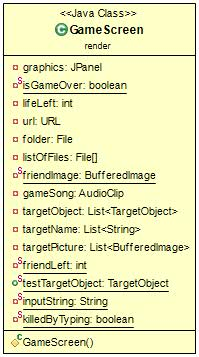 <<Java Class>>
GameScreen
render
graphics: JPanel
isGameOver: boolean
lifeLeft: int
url: URL
folder: File
listOfFiles: File[]
friendImage: BufferedImage
gameSong: AudioClip
targetObject: List<TargetObject>
targetName: List<String>
targetPicture: List<BufferedImage>
friendLeft: int
testTargetObject: TargetObject
inputString: String
killedByTyping: boolean
GameScreen()